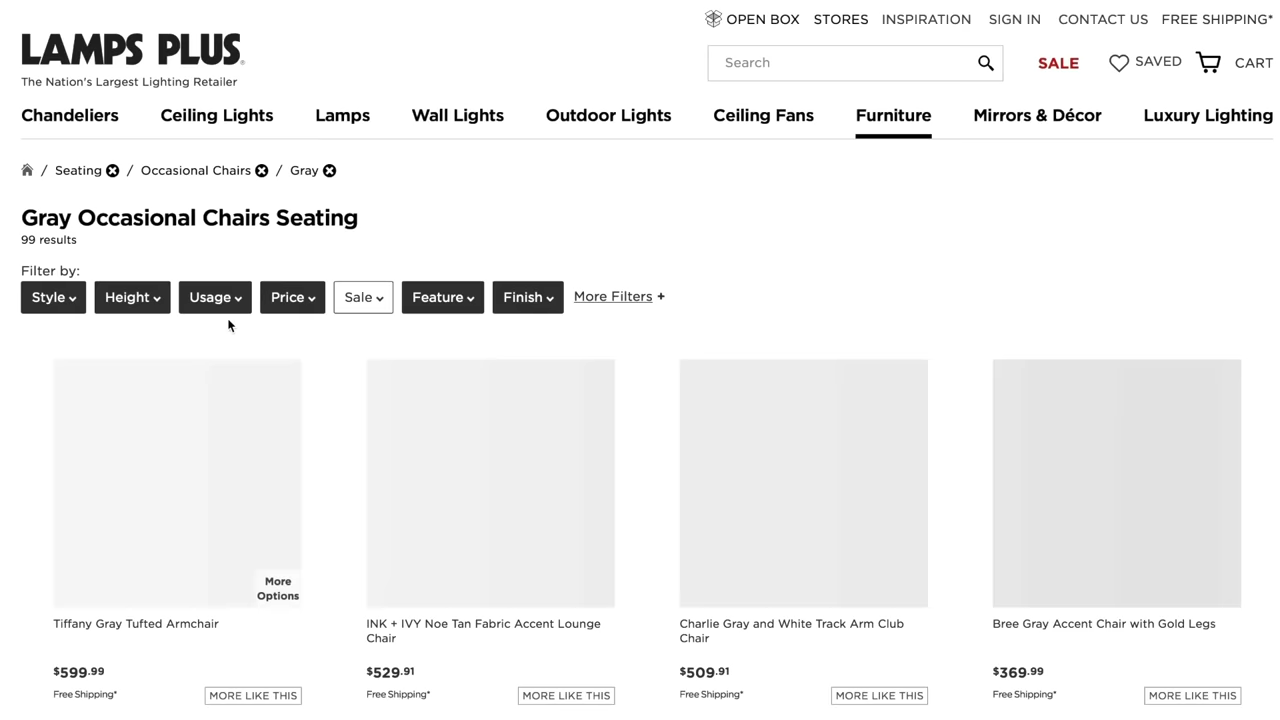 OPEN BOX STORES INSPIRATION SIGN IN CONTACT US FREE SHIPPING*
LAMPS PLUS®
The Nation's Largest Lighting Retailer
Search
SALE SAVED CART
Chandeliers Ceiling Lights Lamps Wall Lights Outdoor Lights Ceiling Fans Furniture Mirrors & Décor Luxury Lighting
/ Seating / Occasional Chairs / Gray
Gray Occasional Chairs Seating
99 results
Filter by:
Style Height Usage Price Sale Feature Finish More Filters +
More
Options
Tiffany Gray Tufted Armchair
$599.99
Free Shipping* MORE LIKE THIS
INK + IVY Noe Tan Fabric Accent Lounge
Chair
$529.91
Free Shipping* MORE LIKE THIS
Charlie Gray and White Track Arm Club
Chair
$509.91
Free Shipping* MORE LIKE THIS
Bree Gray Accent Chair with Gold Legs
$369.99
Free Shipping* MORE LIKE THIS